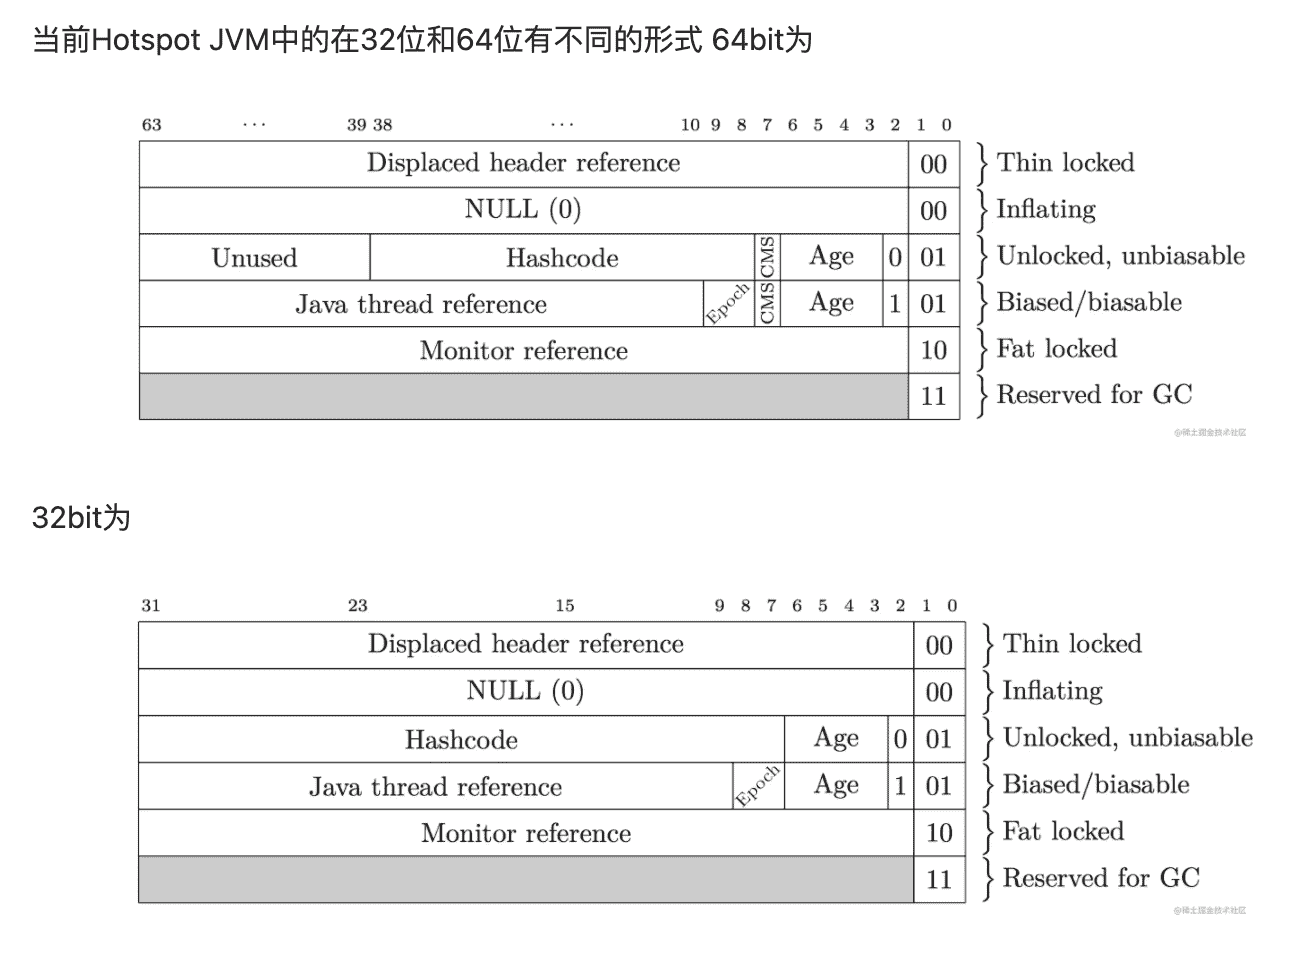 当前Hotspot JVM中的在32位和64位有不同的形式 64bit为
63 ··· 39 38 ··· 10 9 8 7 6 5 4 3 2 1 0
Displaced header reference 00 } Thin locked
NULL (0) 00 } Inflating
Unused Hashcode CMS Age 0 01 } Unlocked, unbiasable
Java thread reference Epoch CMS Age 1 01 } Biased/biasable
Monitor reference 10 } Fat locked
11 } Reserved for GC
@稀土掘金技术社区
32bit为
31 23 15 9 8 7 6 5 4 3 2 1 0
Displaced header reference 00 } Thin locked
NULL (0) 00 } Inflating
Hashcode Age 0 01 } Unlocked, unbiasable
Java thread reference Epoch Age 1 01 } Biased/biasable
Monitor reference 10 } Fat locked
11 } Reserved for GC
@稀土掘金技术社区